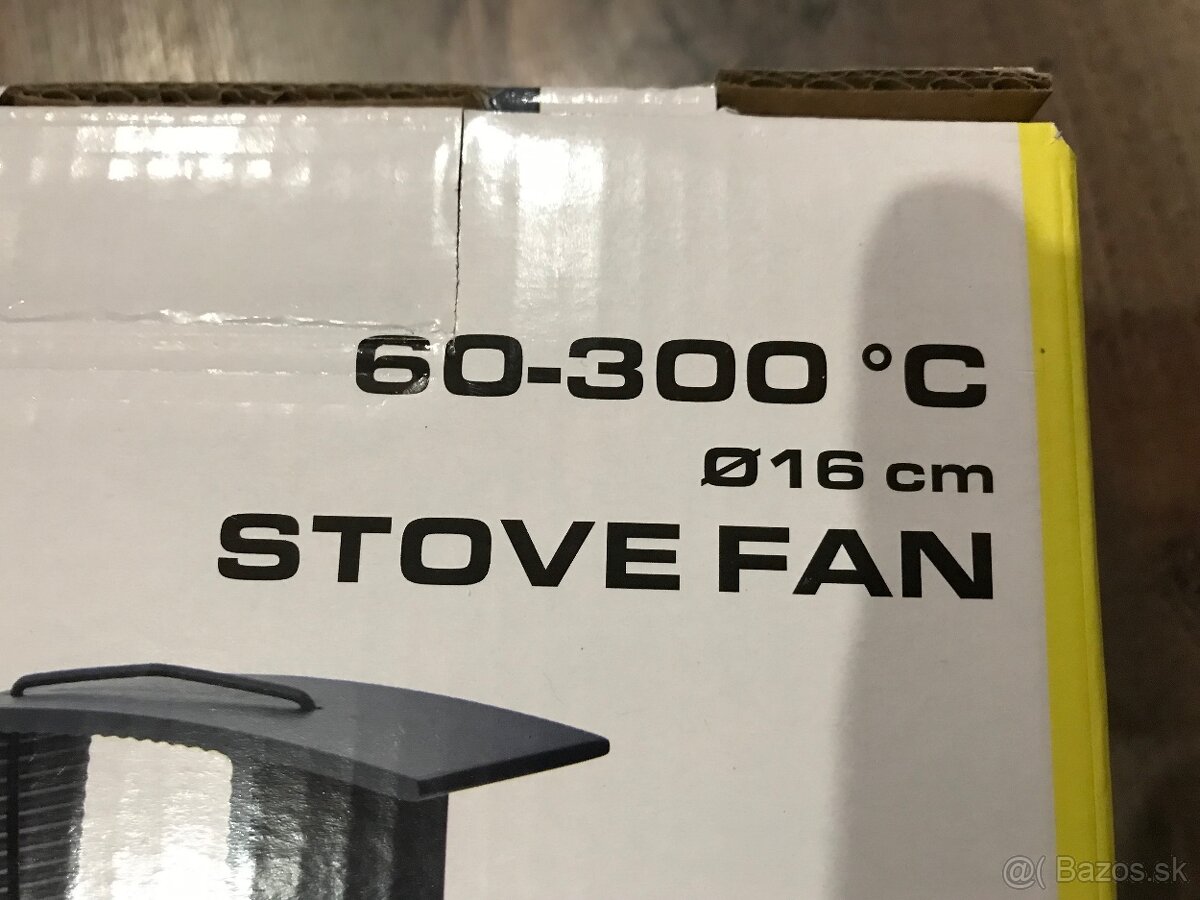 60-300 °C
Ø16 cm
STOVE FAN
@( Bazos.sk